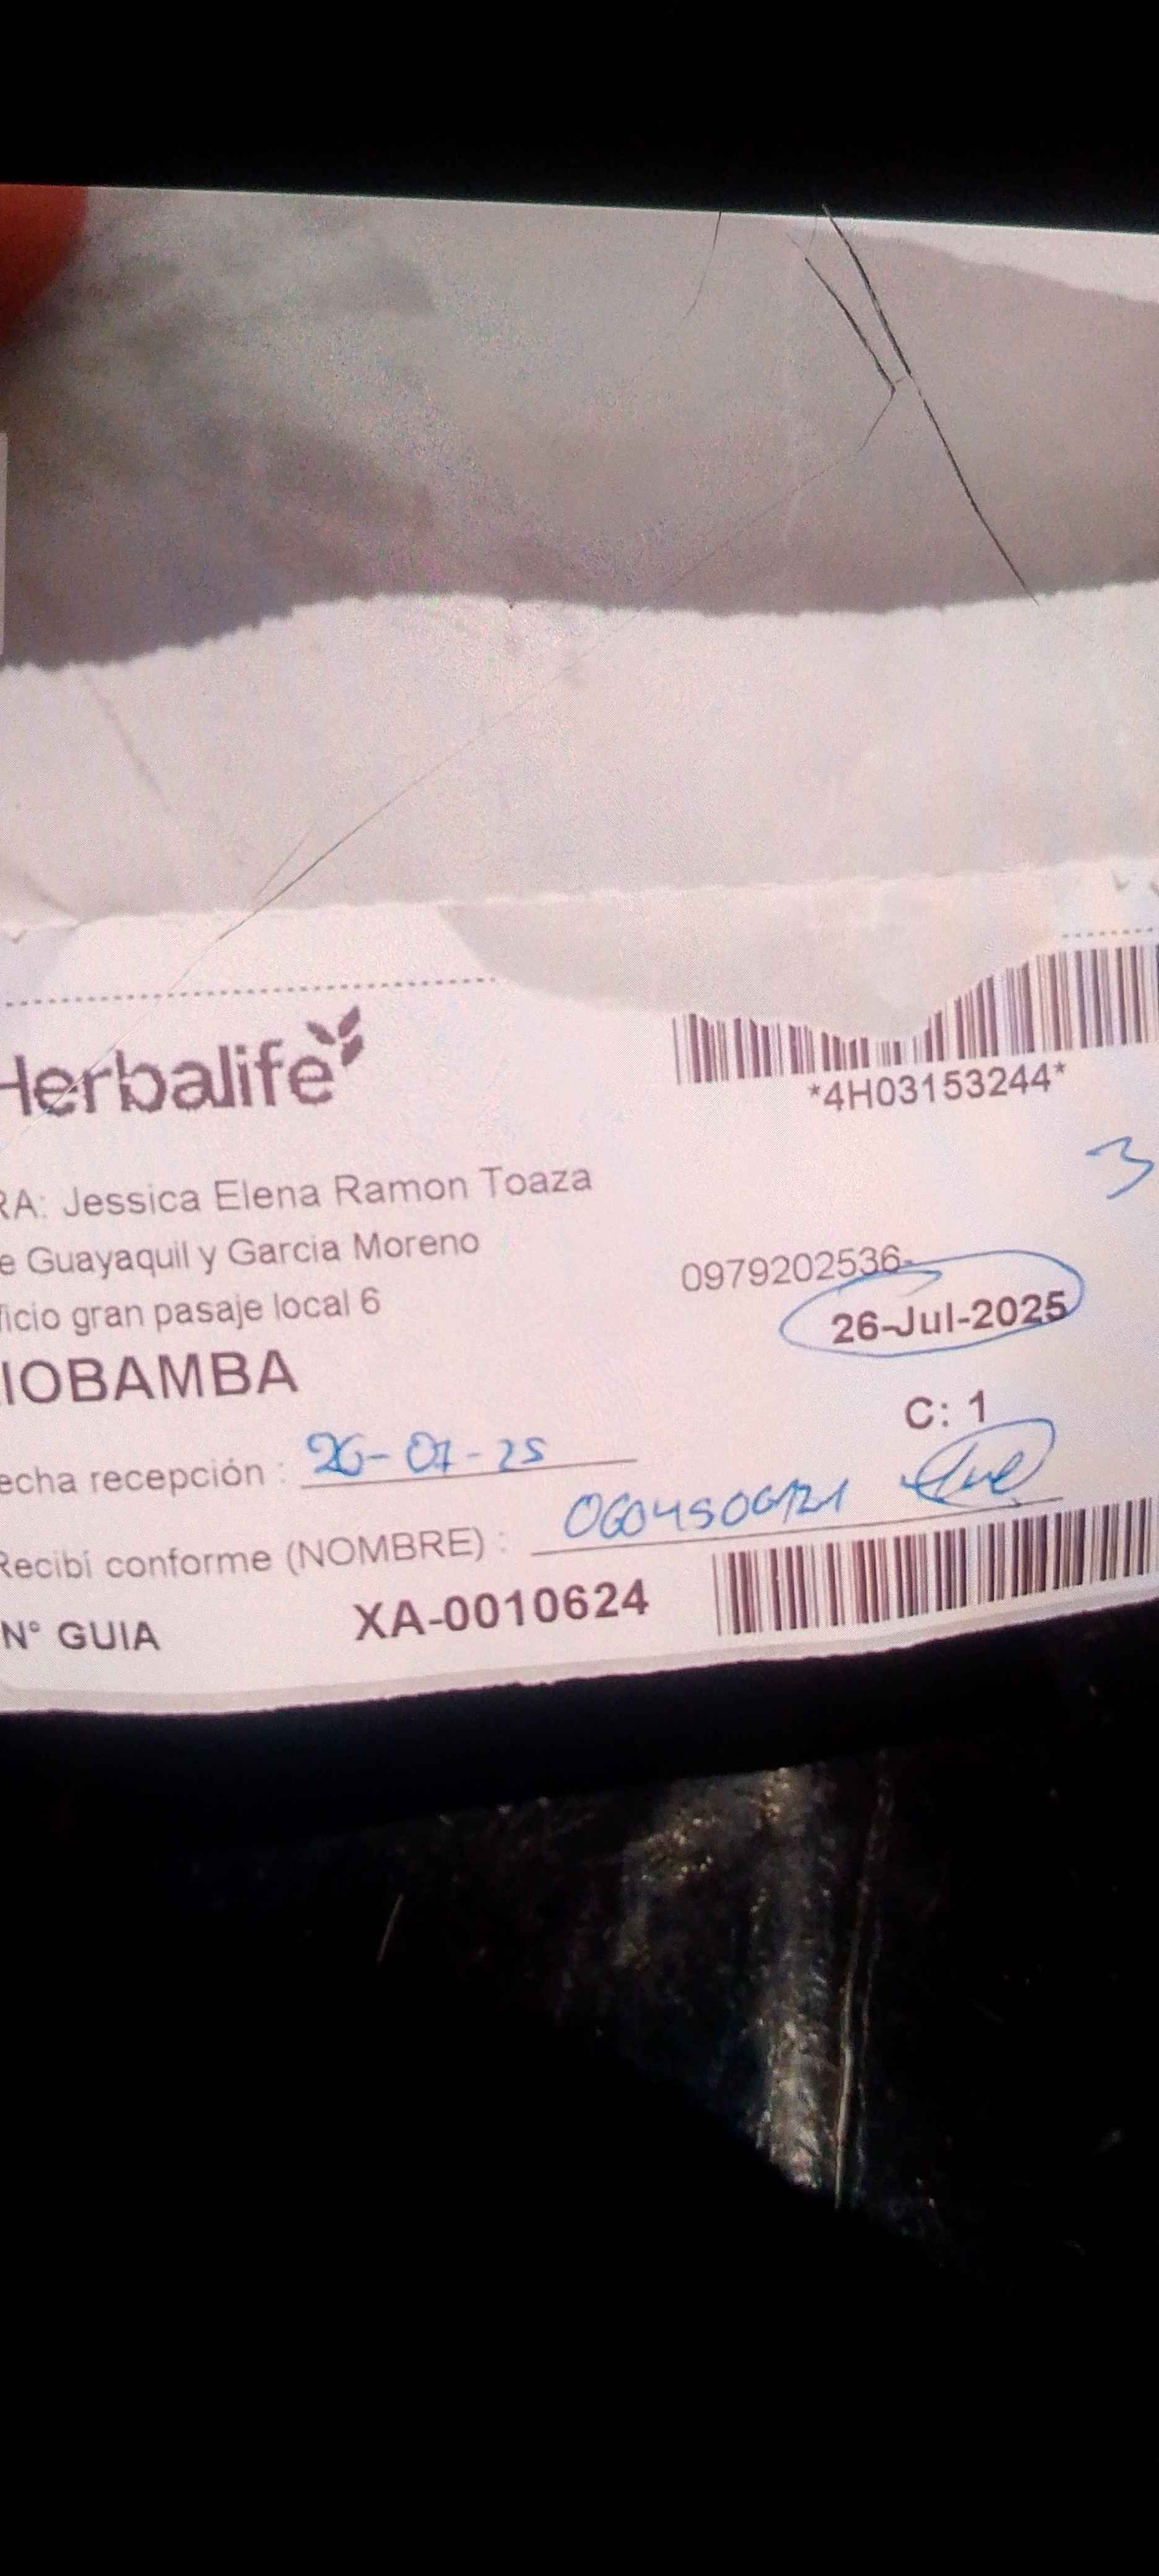 Herbalife
*4H03153244*
3
RA: Jessica Elena Ramon Toaza
e Guayaquil y Garcia Moreno
0979202536-
ficio gran pasaje local 6
26-Jul-2025
IOBAMBA
C: 1
echa recepción : 26-07-25
Recibí conforme (NOMBRE) :
N° GUIA XA-0010624